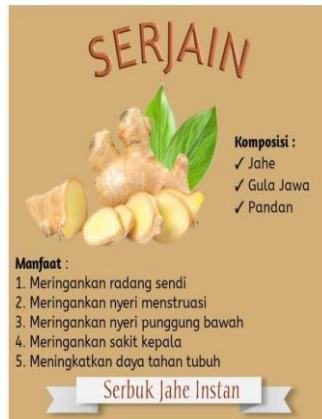 SERJAIN
Komposisi :
✓ Jahe
✓ Gula Jawa
✓ Pandan
Manfaat :
1. Meringankan radang sendi
2. Meringankan nyeri menstruasi
3. Meringankan nyeri punggung bawah
4. Meringankan sakit kepala
5. Meningkatkan daya tahan tubuh
Serbuk Jahe Instan